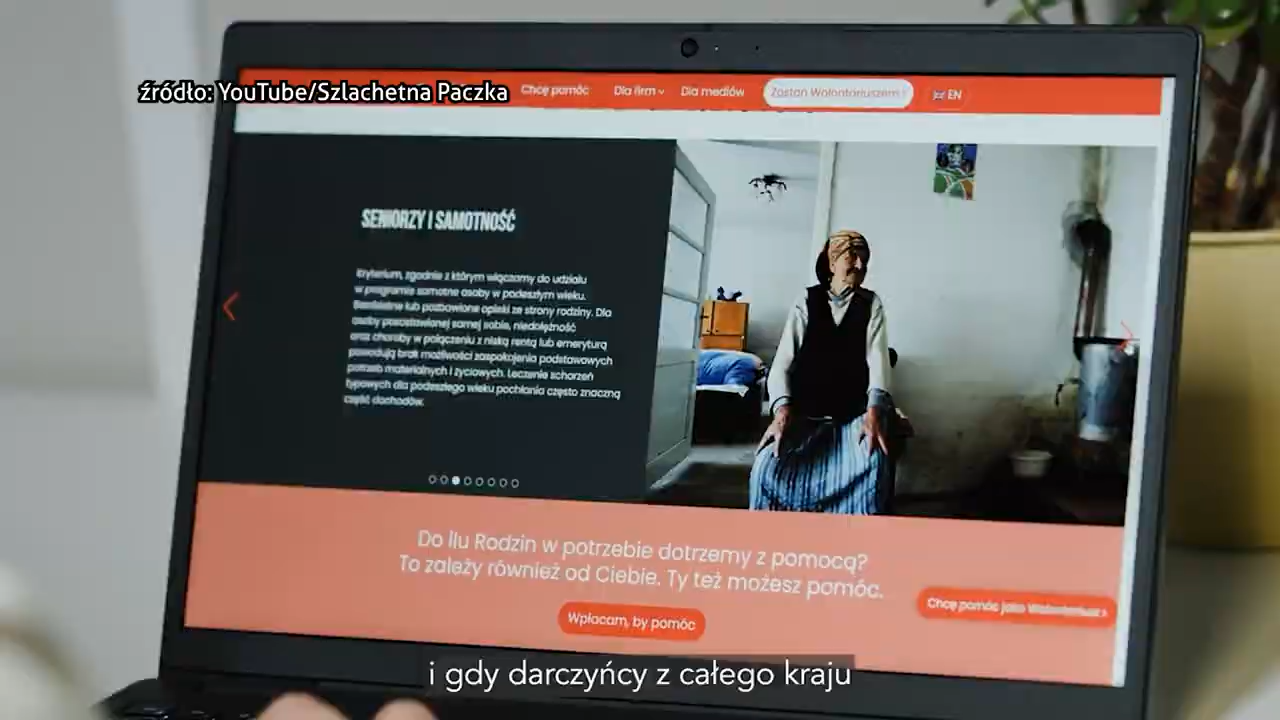 źródło: YouTube/Szlachetna Paczka
Chcę pomóc Dla firm Dla mediów Zostań Wolontariuszem EN
SENIORZY I SAMOTNOŚĆ
Kryterium, zgodnie z którym włączamy do udziału
w programie samotne osoby w podeszłym wieku.
Bezdzietne lub pozbawione opieki ze strony rodziny. Dla
osoby pozostawionej samej sobie, niedołężność
oraz choroby w połączeniu z niską rentą lub emeryturą
powodują brak możliwości zaspokojenia podstawowych
potrzeb materialnych i życiowych. Leczenie schorzeń
typowych dla podeszłego wieku pochłania często znaczną
część dochodów.
Do ilu Rodzin w potrzebie dotrzemy z pomocą?
To zależy również od Ciebie. Ty też możesz pomóc.
Chcę pomóc jako Wolontariusz ›
Wpłacam, by pomóc
i gdy darczyńcy z całego kraju